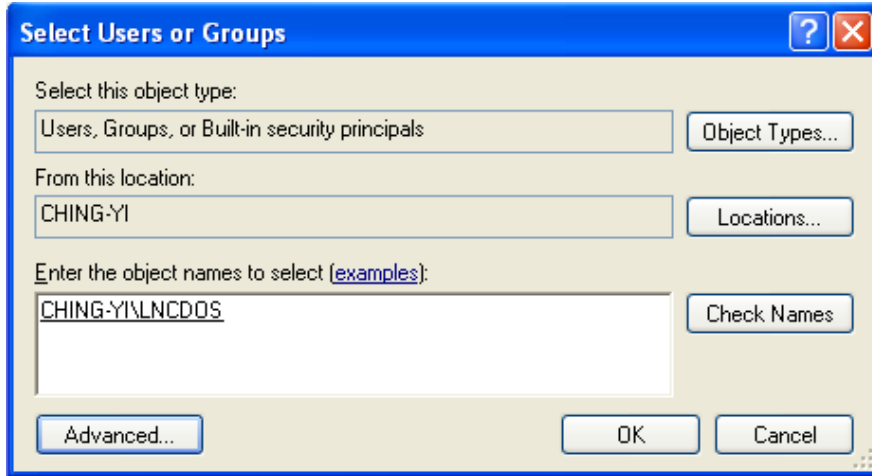 Select Users or Groups
Select this object type:
Users, Groups, or Built-in security principals
Object Types...
From this location:
CHING-YI
Locations...
Enter the object names to select (examples):
CHING-YI\LNCDOS
Check Names
Advanced...
OK
Cancel